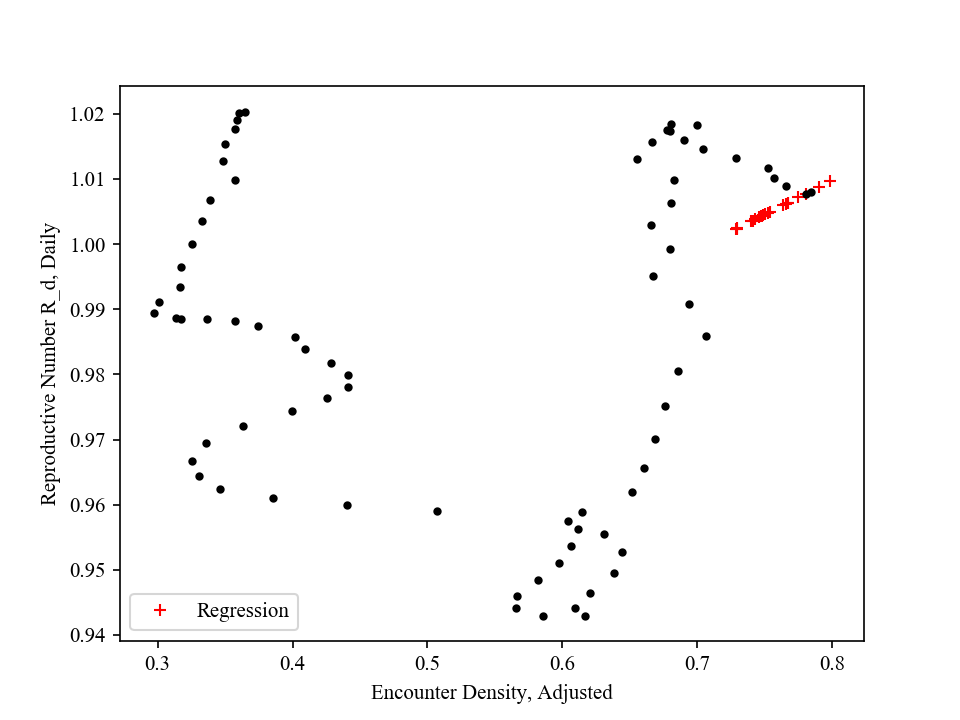 1.02
1.01
1.00
0.99
0.98
0.97
0.96
0.95
0.94
Reproductive Number R_d, Daily
Regression
0.3 0.4 0.5 0.6 0.7 0.8
Encounter Density, Adjusted